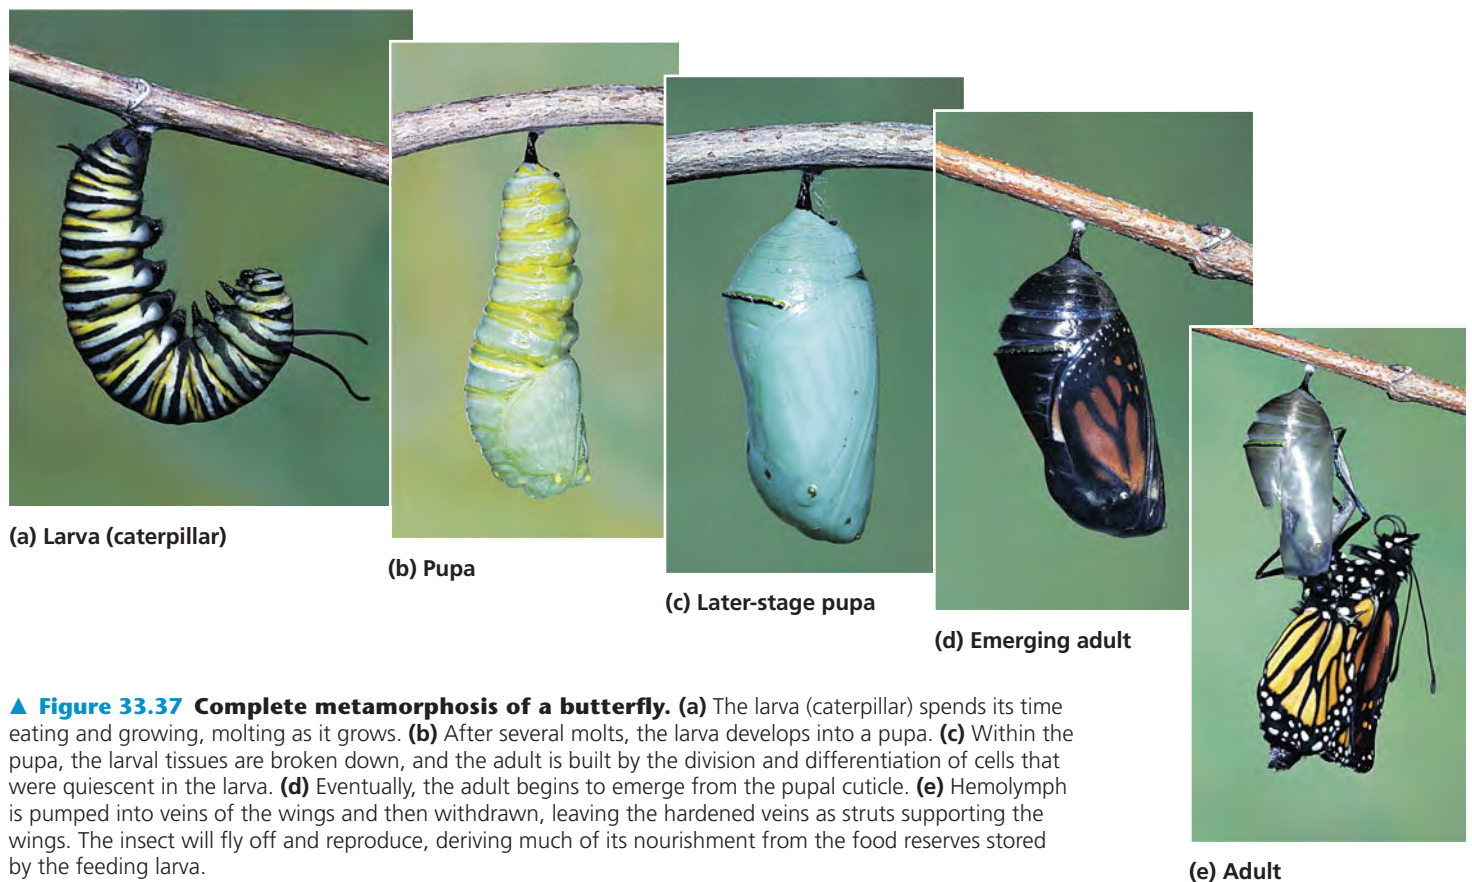 (a) Larva (caterpillar)
(b) Pupa
(c) Later-stage pupa
(d) Emerging adult
(e) Adult
▲ Figure 33.37 Complete metamorphosis of a butterfly. (a) The larva (caterpillar) spends its time
eating and growing, molting as it grows. (b) After several molts, the larva develops into a pupa. (c) Within the
pupa, the larval tissues are broken down, and the adult is built by the division and differentiation of cells that
were quiescent in the larva. (d) Eventually, the adult begins to emerge from the pupal cuticle. (e) Hemolymph
is pumped into veins of the wings and then withdrawn, leaving the hardened veins as struts supporting the
wings. The insect will fly off and reproduce, deriving much of its nourishment from the food reserves stored
by the feeding larva.